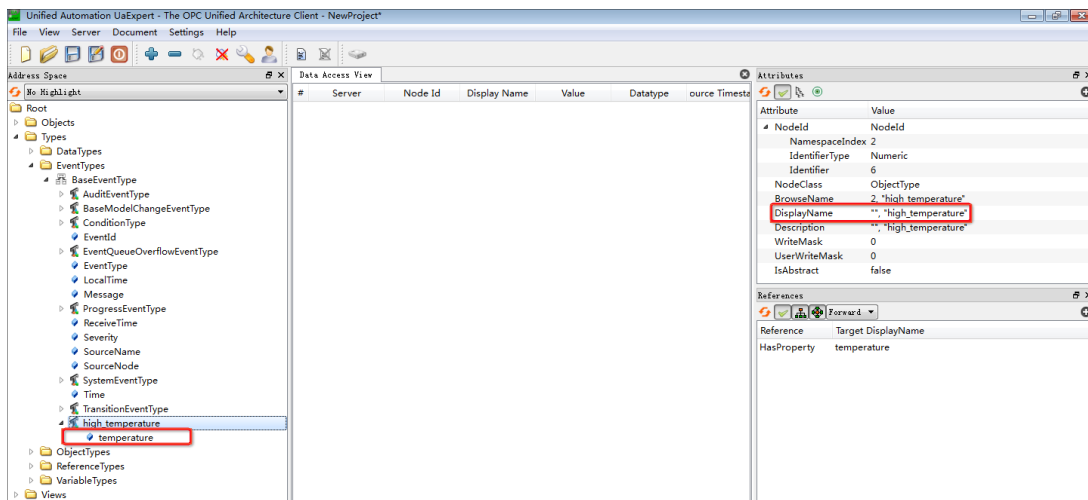 Unified Automation UaExpert - The OPC Unified Architecture Client - NewProject*
File View Server Document Settings Help
Address Space
No Highlight
Root
Objects
Types
DataTypes
EventTypes
BaseEventType
AuditEventType
BaseModelChangeEventType
ConditionType
EventId
EventQueueOverflowEventType
EventType
LocalTime
Message
ProgressEventType
ReceiveTime
Severity
SourceName
SourceNode
SystemEventType
Time
TransitionEventType
high_temperature
temperature
ObjectTypes
ReferenceTypes
VariableTypes
Views
Data Access View
# Server Node Id Display Name Value Datatype ource Timesta
Attributes
Attribute Value
NodeId NodeId
NamespaceIndex 2
IdentifierType Numeric
Identifier 6
NodeClass ObjectType
BrowseName 2, "high_temperature"
DisplayName "", "high_temperature"
Description "", "high_temperature"
WriteMask 0
UserWriteMask 0
IsAbstract false
References
Forward
Reference Target DisplayName
HasProperty temperature